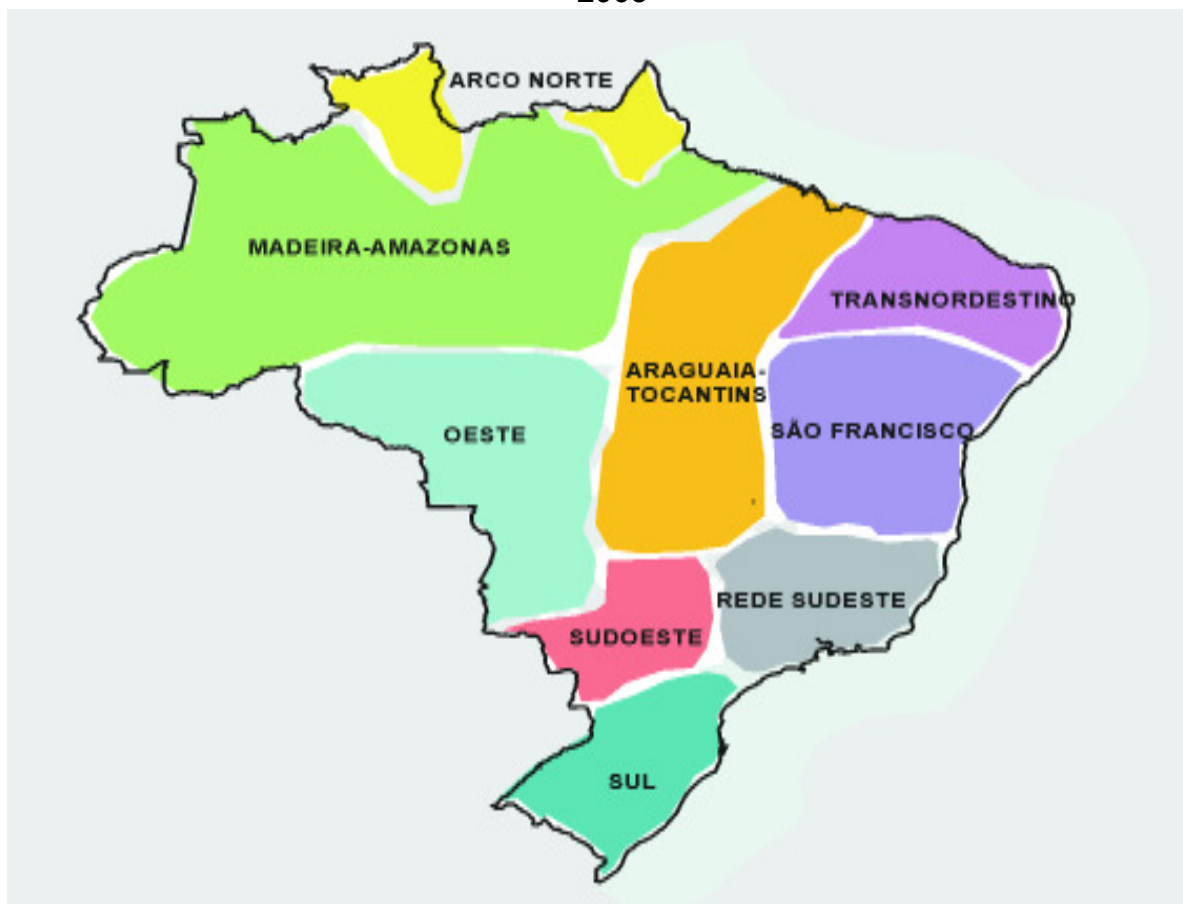 ARCO NORTE
MADEIRA-AMAZONAS
TRANSNORDESTINO
ARAGUAIA-
TOCANTINS
OESTE
SÃO FRANCISCO
REDE SUDESTE
SUDOESTE
SUL